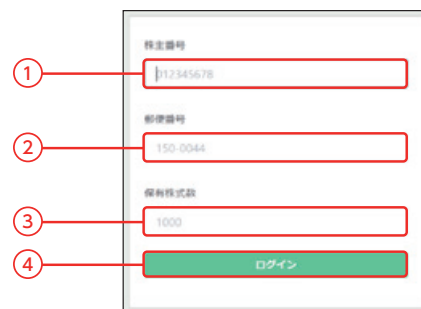 株主番号
① 012345678
郵便番号
② 150-0044
保有株式数
③ 1000
④ ログイン